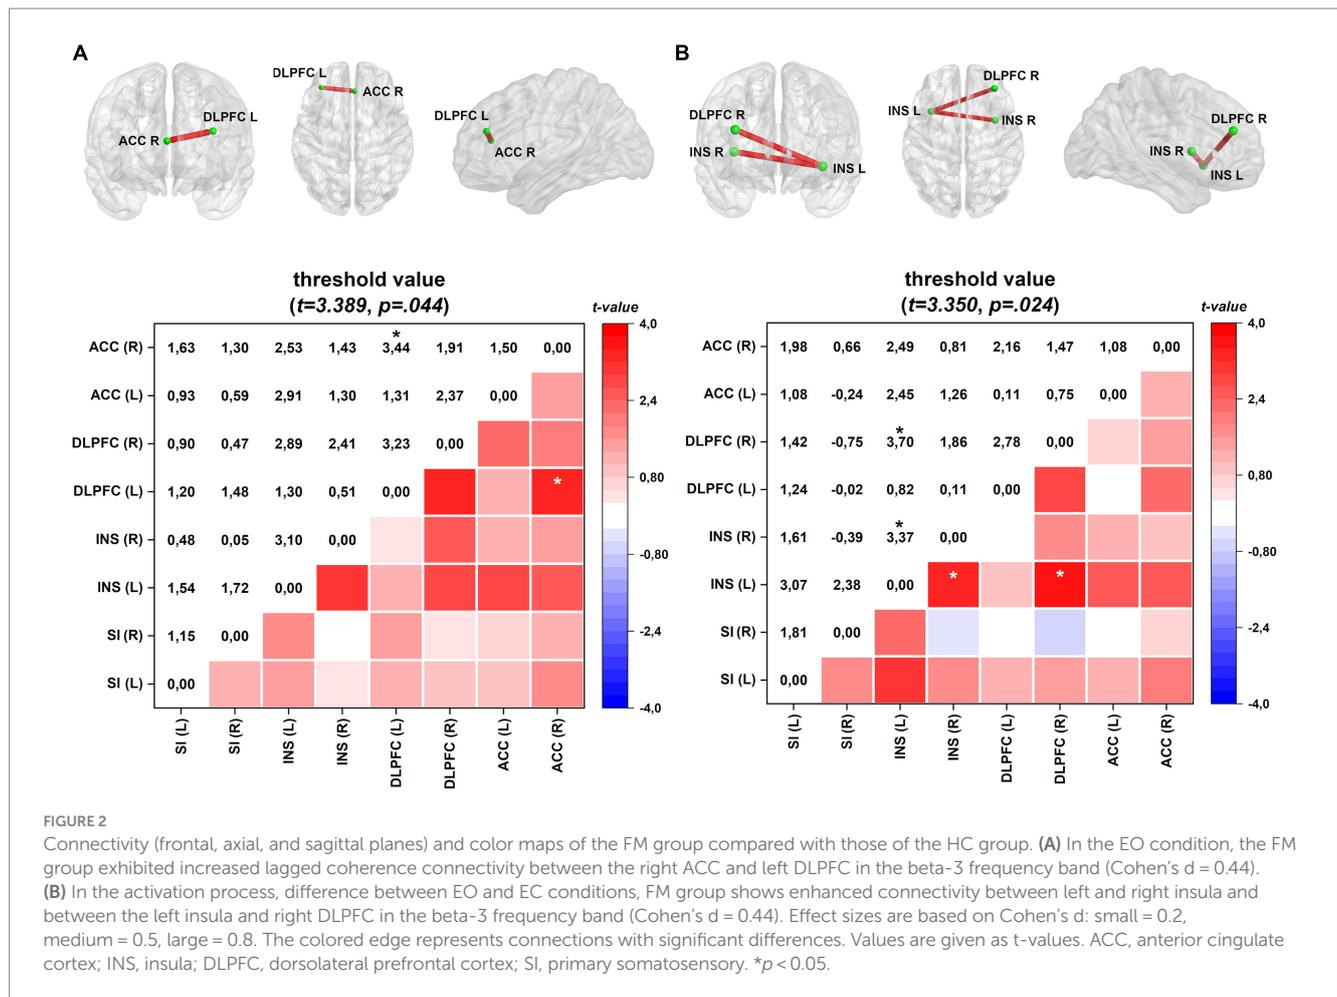 A
DLPFC L
ACC R
DLPFC L
ACC R
DLPFC L
ACC R
B
DLPFC R
INS R
INS L
DLPFC R
INS L
INS R
DLPFC R
INS R
INS L
threshold value
(t=3.389, p=.044)
t-value
*
ACC (R) 1,63 1,30 2,53 1,43 3,44 1,91 1,50 0,00
ACC (L) 0,93 0,59 2,91 1,30 1,31 2,37 0,00
DLPFC (R) 0,90 0,47 2,89 2,41 3,23 0,00
DLPFC (L) 1,20 1,48 1,30 0,51 0,00 *
INS (R) 0,48 0,05 3,10 0,00
INS (L) 1,54 1,72 0,00
SI (R) 1,15 0,00
SI (L) 0,00
SI (L) SI (R) INS (L) INS (R) DLPFC (L) DLPFC (R) ACC (L) ACC (R)
4,0
2,4
0,80
-0,80
-2,4
-4,0
threshold value
(t=3.350, p=.024)
t-value
ACC (R) 1,98 0,66 2,49 0,81 2,16 1,47 1,08 0,00
ACC (L) 1,08 -0,24 2,45 1,26 0,11 0,75 0,00
*
DLPFC (R) 1,42 -0,75 3,70 1,86 2,78 0,00
DLPFC (L) 1,24 -0,02 0,82 0,11 0,00
*
INS (R) 1,61 -0,39 3,37 0,00
INS (L) 3,07 2,38 0,00 * *
SI (R) 1,81 0,00
SI (L) 0,00
SI (L) SI (R) INS (L) INS (R) DLPFC (L) DLPFC (R) ACC (L) ACC (R)
4,0
2,4
0,80
-0,80
-2,4
-4,0
FIGURE 2
Connectivity (frontal, axial, and sagittal planes) and color maps of the FM group compared with those of the HC group. (A) In the EO condition, the FM
group exhibited increased lagged coherence connectivity between the right ACC and left DLPFC in the beta-3 frequency band (Cohen's d = 0.44).
(B) In the activation process, difference between EO and EC conditions, FM group shows enhanced connectivity between left and right insula and
between the left insula and right DLPFC in the beta-3 frequency band (Cohen's d = 0.44). Effect sizes are based on Cohen's d: small = 0.2,
medium = 0.5, large = 0.8. The colored edge represents connections with significant differences. Values are given as t-values. ACC, anterior cingulate
cortex; INS, insula; DLPFC, dorsolateral prefrontal cortex; SI, primary somatosensory. *p < 0.05.